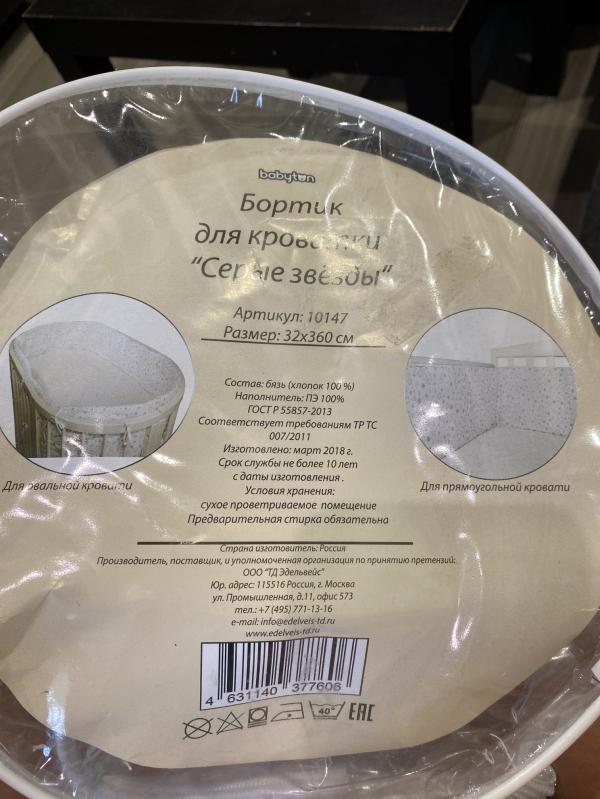 babyton
Бортик
для кроватки
"Серые звёзды"
Артикул: 10147
Размер: 32х360 см
Для овальной кровати
Для прямоугольной кровати
Состав: бязь (хлопок 100 %)
Наполнитель: ПЭ 100%
ГОСТ Р 55857-2013
Соответствует требованиям ТР ТС
007/2011
Изготовлено: март 2018 г.
Срок службы не более 10 лет
с даты изготовления .
Условия хранения:
сухое проветриваемое помещение
Предварительная стирка обязательна
Страна изготовитель: Россия
Производитель, поставщик, и уполномоченная организация по принятию претензий:
ООО "ТД Эдельвейс"
Юр. адрес: 115516 Россия, г. Москва
ул. Промышленная, д.11, офис 573
тел.: +7 (495) 771-13-16
e-mail: info@edelveis-td.ru
www.edelveis-td.ru
4 631140 377606
40°
EAC